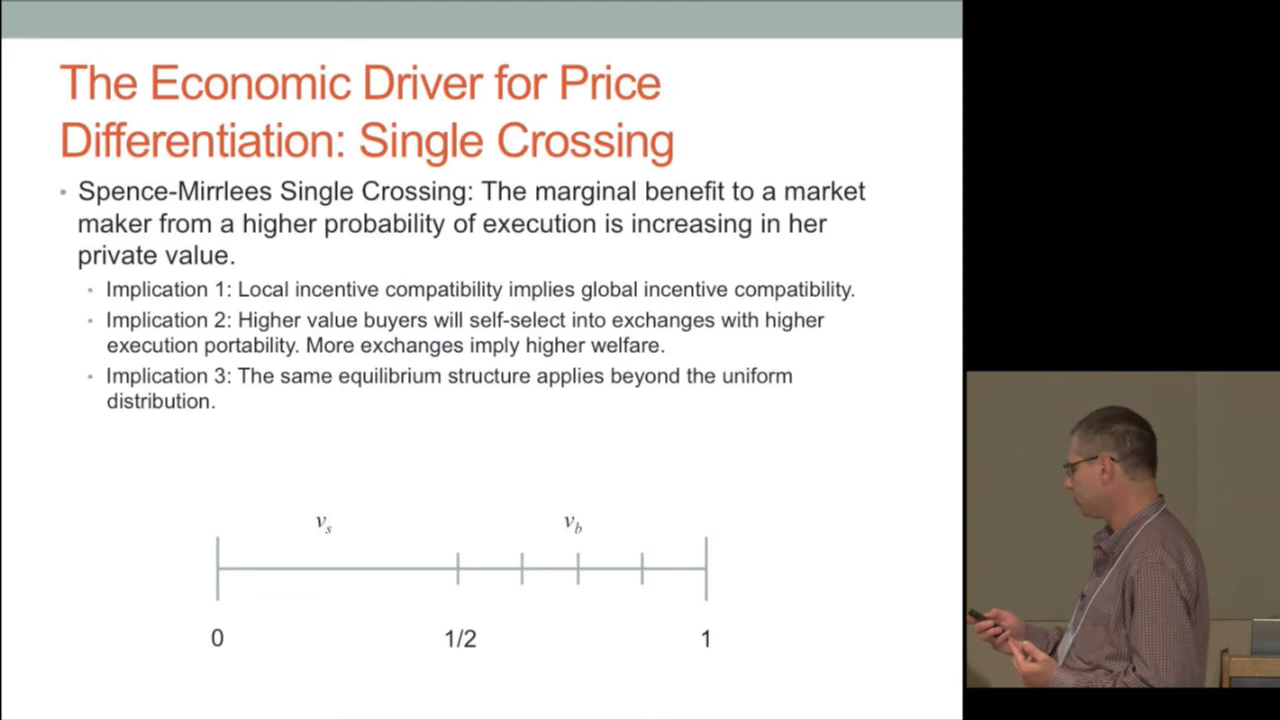 The Economic Driver for Price
Differentiation: Single Crossing
• Spence-Mirrlees Single Crossing: The marginal benefit to a market
maker from a higher probability of execution is increasing in her
private value.
• Implication 1: Local incentive compatibility implies global incentive compatibility.
• Implication 2: Higher value buyers will self-select into exchanges with higher
execution portability. More exchanges imply higher welfare.
• Implication 3: The same equilibrium structure applies beyond the uniform
distribution.
vs vb
0 1/2 1